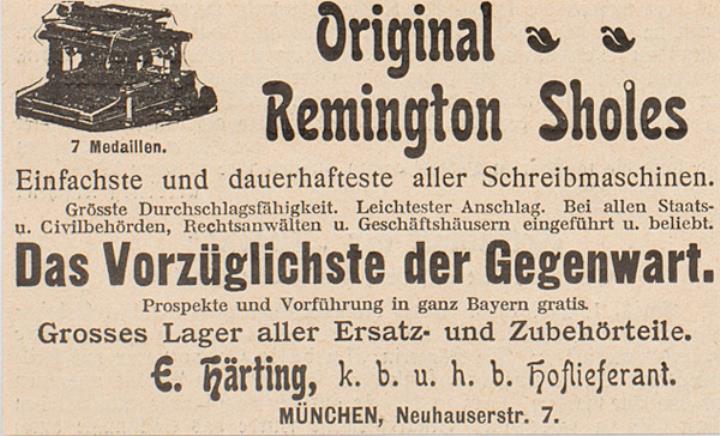 Original
Remington Sholes
7 Medaillen.
Einfachste und dauerhafteste aller Schreibmaschinen.
Grösste Durchschlagsfähigkeit. Leichtester Anschlag. Bei allen Staats-
u. Civilbehörden, Rechtsanwälten u. Geschäftshäusern eingeführt u. beliebt.
Das Vorzüglichste der Gegenwart.
Prospekte und Vorführung in ganz Bayern gratis.
Grosses Lager aller Ersatz- und Zubehörteile.
E. Härting, k. b. u. h. b. Hoflieferant.
MÜNCHEN, Neuhauserstr. 7.